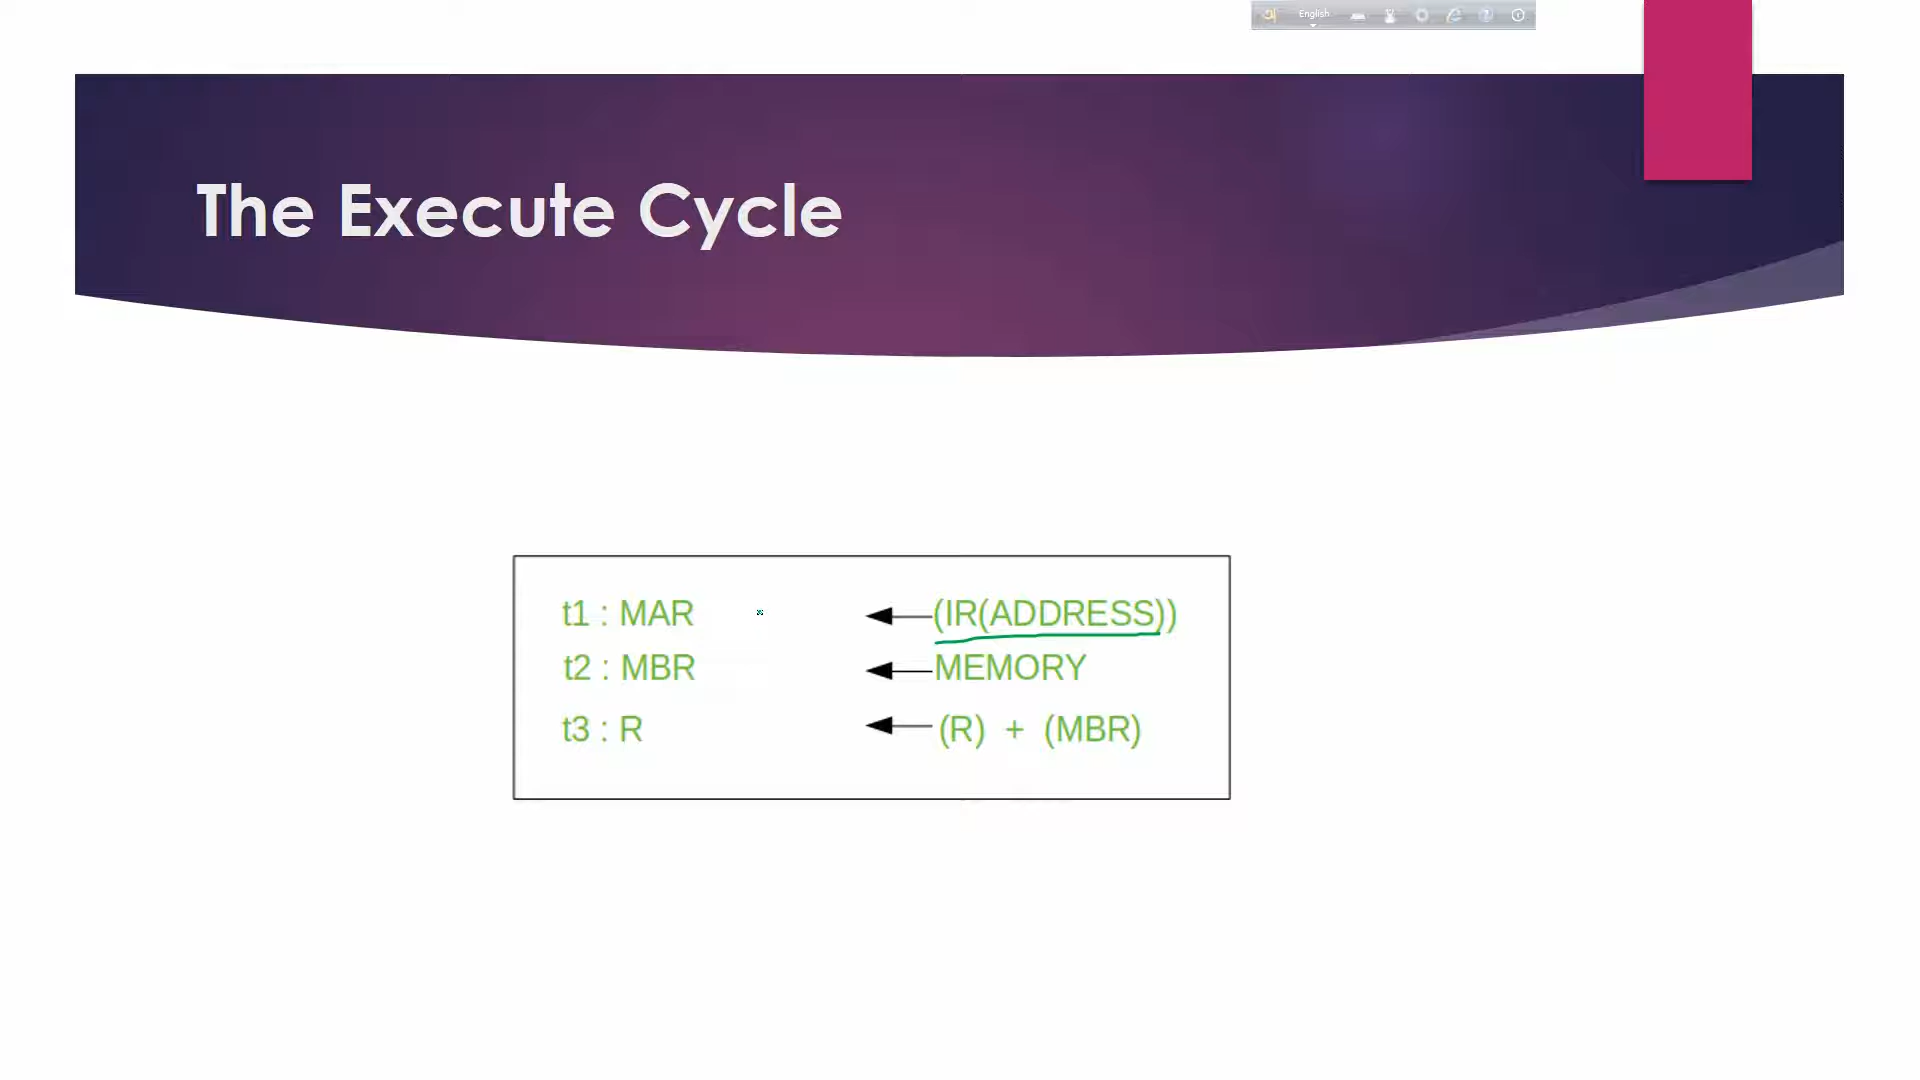 English
The Execute Cycle
t1 : MAR ← (IR(ADDRESS))
t2 : MBR ← MEMORY
t3 : R ← (R) + (MBR)